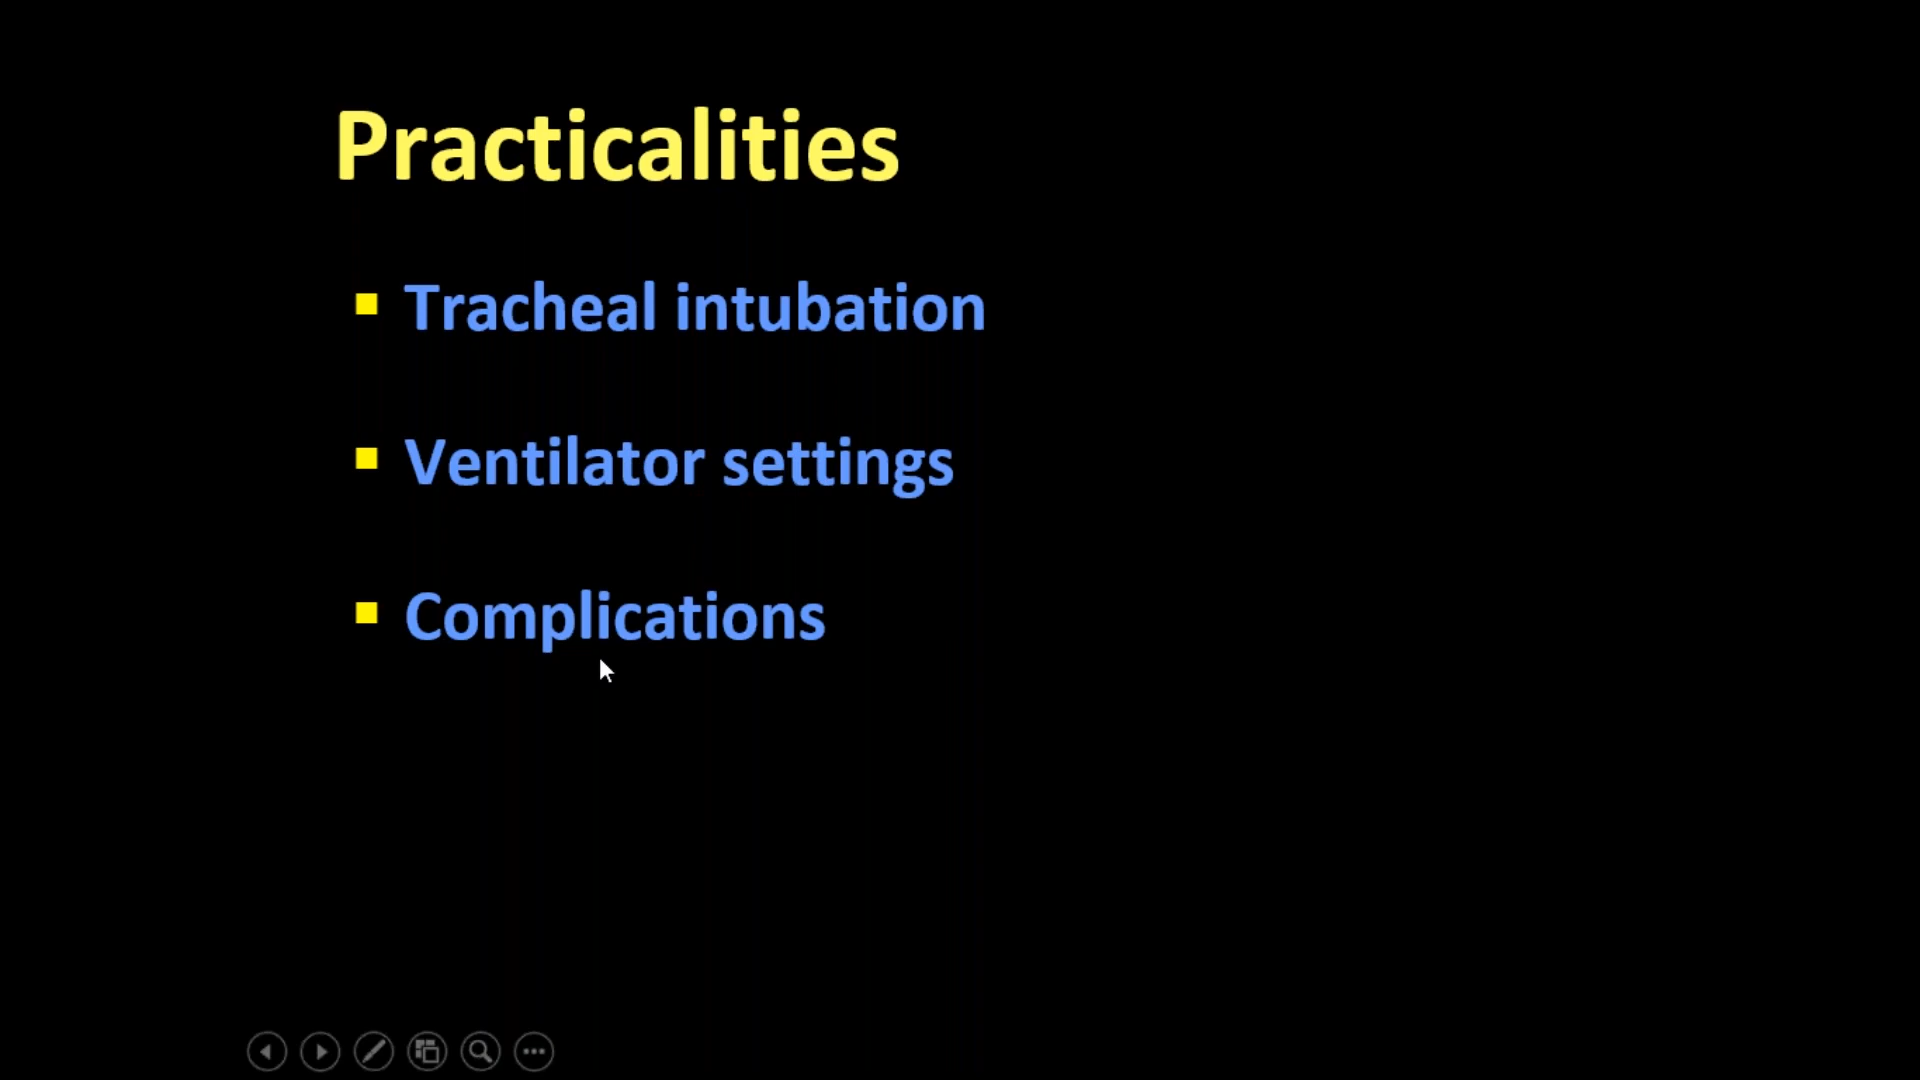 Practicalities
Tracheal intubation
Ventilator settings
Complications